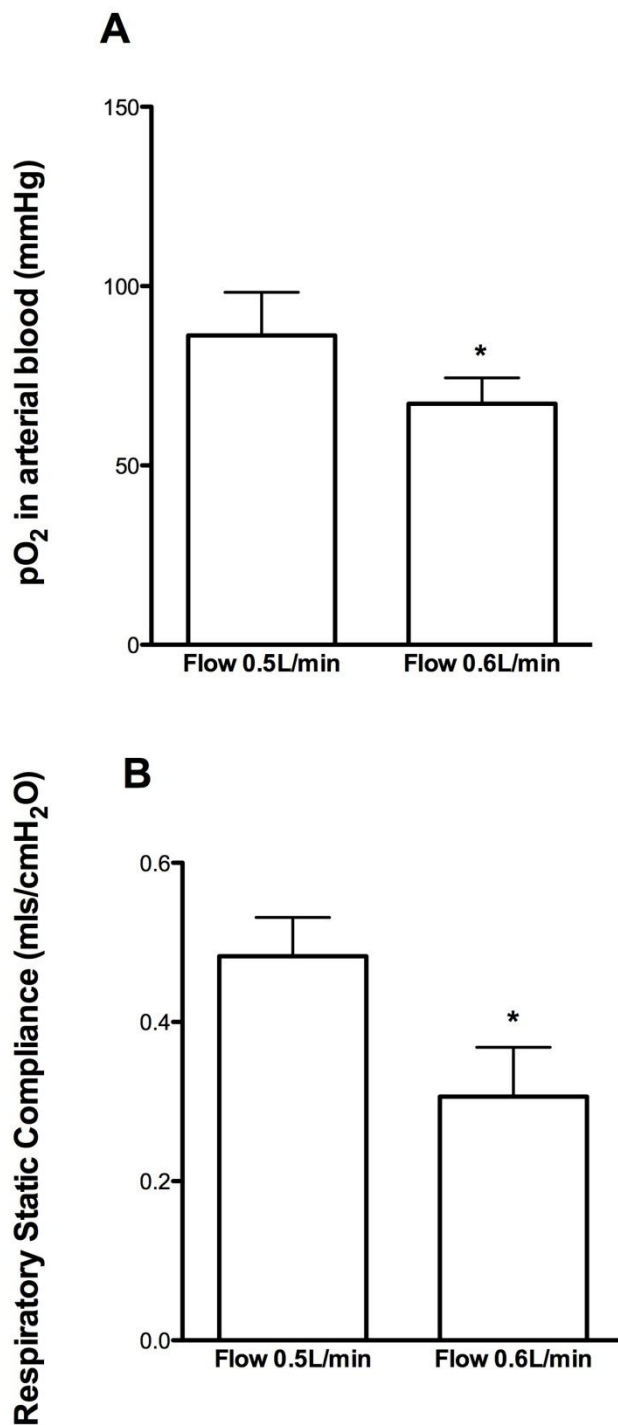 A
pO₂ in arterial blood (mmHg)
150
100
50
0
*
Flow 0.5L/min
Flow 0.6L/min
B
Respiratory Static Compliance (mls/cmH₂O)
0.6
0.4
0.2
0.0
*
Flow 0.5L/min
Flow 0.6L/min